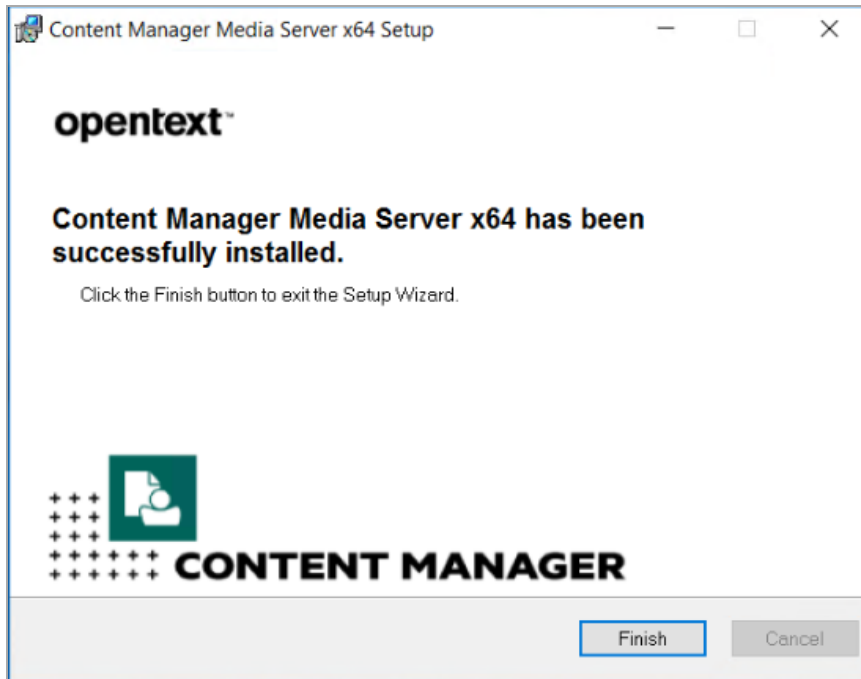 Content Manager Media Server x64 Setup
opentext™
Content Manager Media Server x64 has been
successfully installed.
Click the Finish button to exit the Setup Wizard.
CONTENT MANAGER
Finish
Cancel